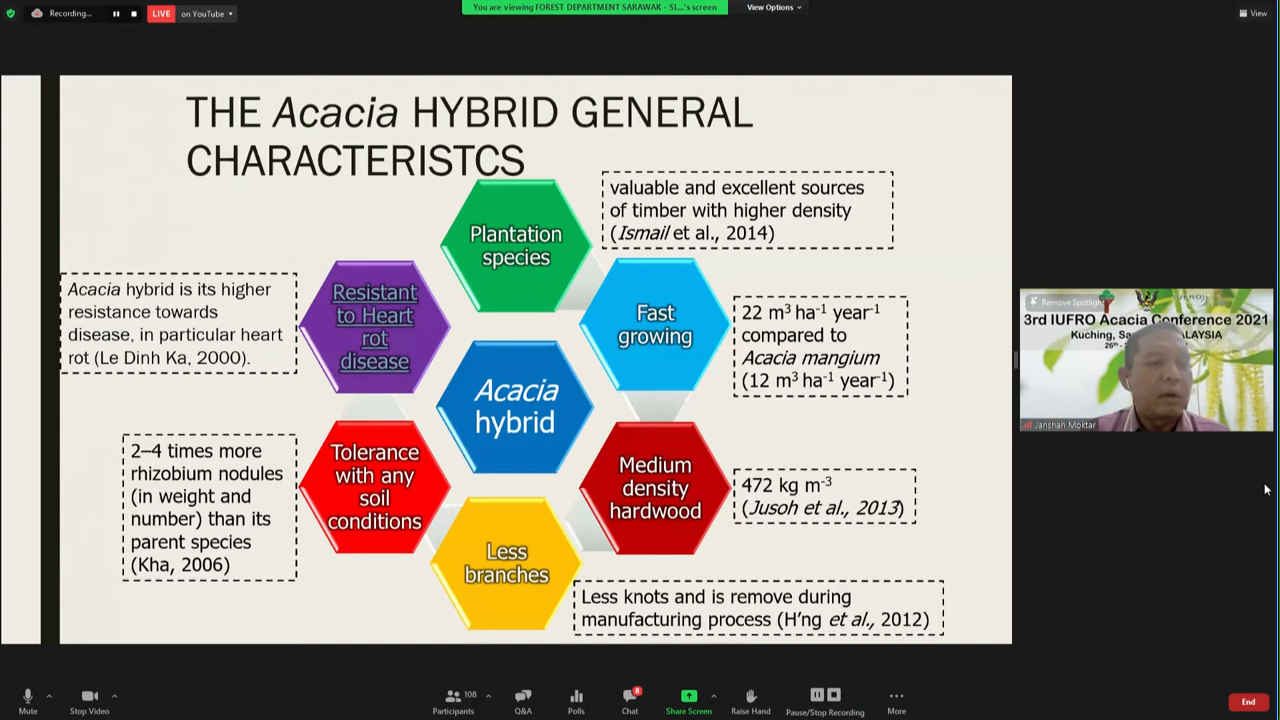 Recording...
LIVE
on YouTube
You are viewing FOREST DEPARTMENT SARAWAK - SL...'s screen
View Options
View
THE Acacia HYBRID GENERAL
CHARACTERISTCS
valuable and excellent sources
of timber with higher density
(Ismail et al., 2014)
Plantation
species
Acacia hybrid is its higher
resistance towards
disease, in particular heart
rot (Le Dinh Ka, 2000).
Resistant
to Heart
rot
disease
Fast
growing
22 m³ ha⁻¹ year⁻¹
compared to
Acacia mangium
(12 m³ ha⁻¹ year⁻¹)
Acacia
hybrid
2–4 times more
rhizobium nodules
(in weight and
number) than its
parent species
(Kha, 2006)
Tolerance
with any
soil
conditions
Medium
density
hardwood
472 kg m⁻³
(Jusoh et al., 2013)
Less
branches
Less knots and is remove during
manufacturing process (H'ng et al., 2012)
Remove Spotlight
3rd IUFRO Acacia Conference 2021
Kuching,
26th
Janshah Moktar
Mute
Stop Video
108
Participants
Q&A
Polls
8
Chat
Share Screen
Raise Hand
Pause/Stop Recording
More
End